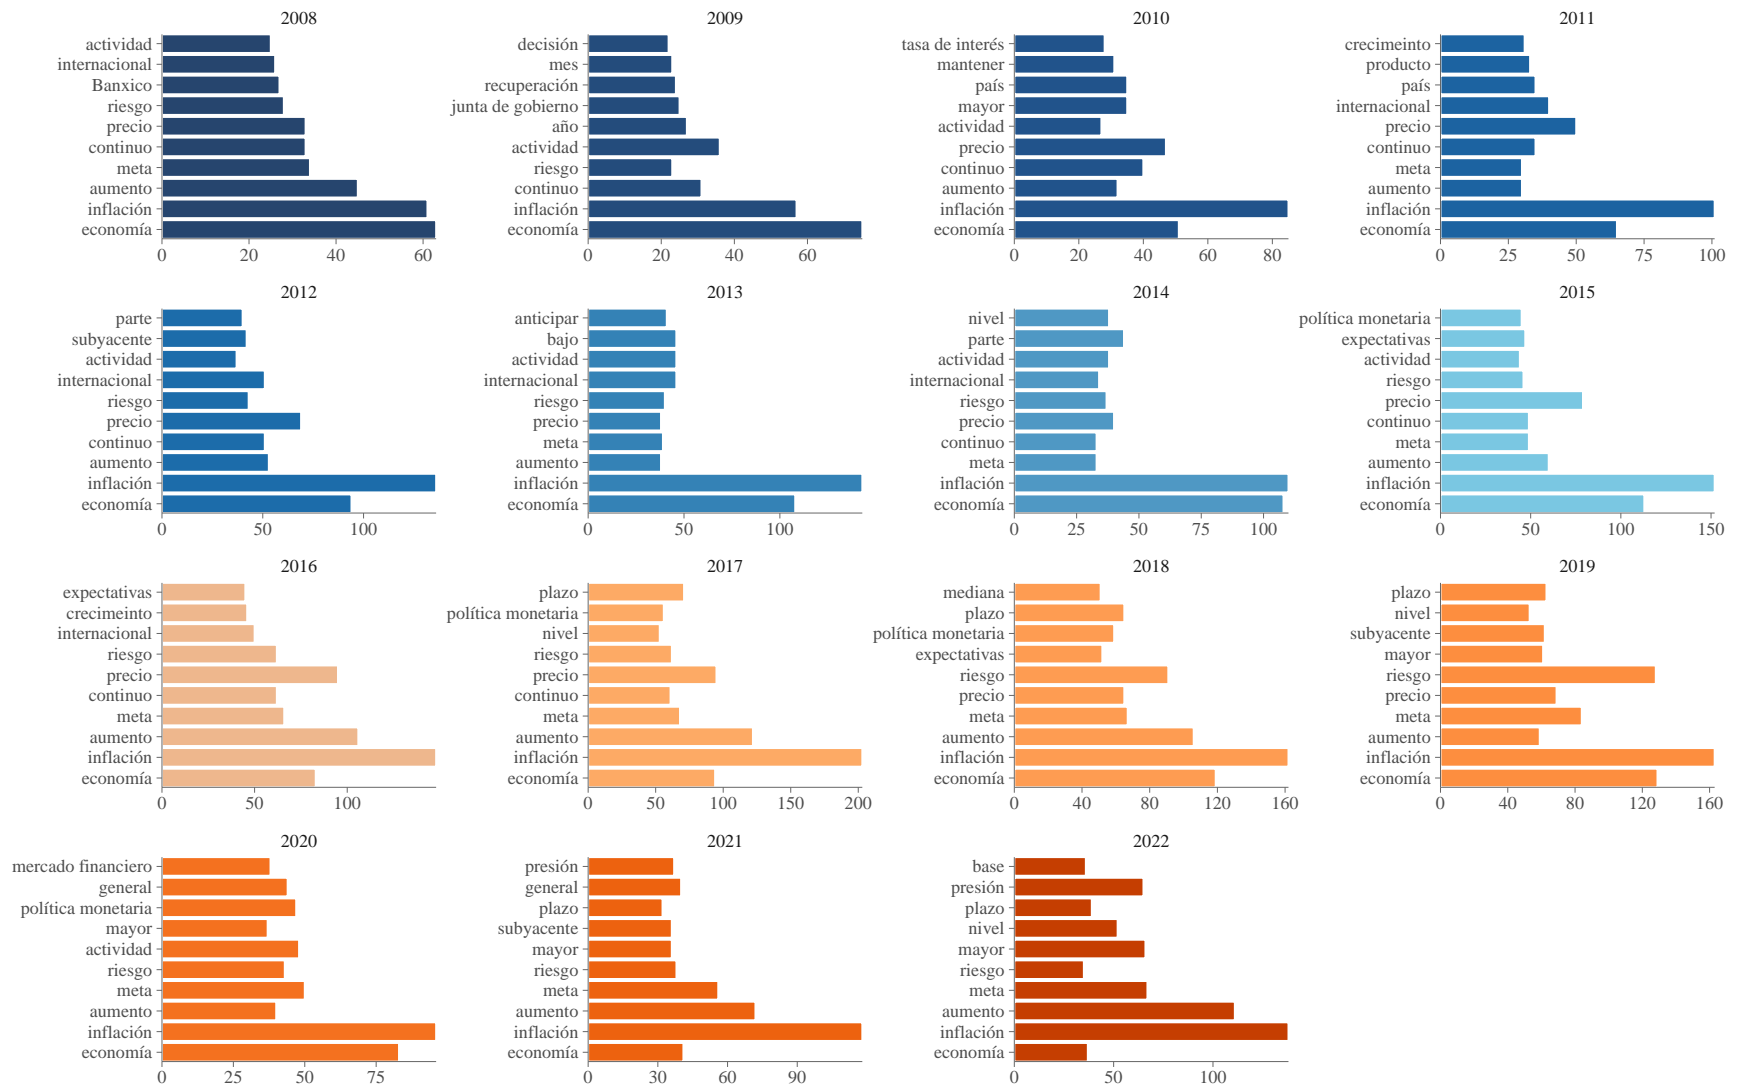 2008
actividad
internacional
Banxico
riesgo
precio
continuo
meta
aumento
inflación
economía
0 20 40 60
2009
decisión
mes
recuperación
junta de gobierno
año
actividad
riesgo
continuo
inflación
economía
0 20 40 60
2010
tasa de interés
mantener
país
mayor
actividad
precio
continuo
aumento
inflación
economía
0 20 40 60 80
2011
crecimeinto
producto
país
internacional
precio
continuo
meta
aumento
inflación
economía
0 25 50 75 100
2012
parte
subyacente
actividad
internacional
riesgo
precio
continuo
aumento
inflación
economía
0 50 100
2013
anticipar
bajo
actividad
internacional
riesgo
precio
meta
aumento
inflación
economía
0 50 100
2014
nivel
parte
actividad
internacional
riesgo
precio
continuo
meta
inflación
economía
0 25 50 75 100
2015
política monetaria
expectativas
actividad
riesgo
precio
continuo
meta
aumento
inflación
economía
0 50 100 150
2016
expectativas
crecimeinto
internacional
riesgo
precio
continuo
meta
aumento
inflación
economía
0 50 100
2017
plazo
política monetaria
nivel
riesgo
precio
continuo
meta
aumento
inflación
economía
0 50 100 150 200
2018
mediana
plazo
política monetaria
expectativas
riesgo
precio
meta
aumento
inflación
economía
0 40 80 120 160
2019
plazo
nivel
subyacente
mayor
riesgo
precio
meta
aumento
inflación
economía
0 40 80 120 160
2020
mercado financiero
general
política monetaria
mayor
actividad
riesgo
meta
aumento
inflación
economía
0 25 50 75
2021
presión
general
plazo
subyacente
mayor
riesgo
meta
aumento
inflación
economía
0 30 60 90
2022
base
presión
plazo
nivel
mayor
riesgo
meta
aumento
inflación
economía
0 50 100